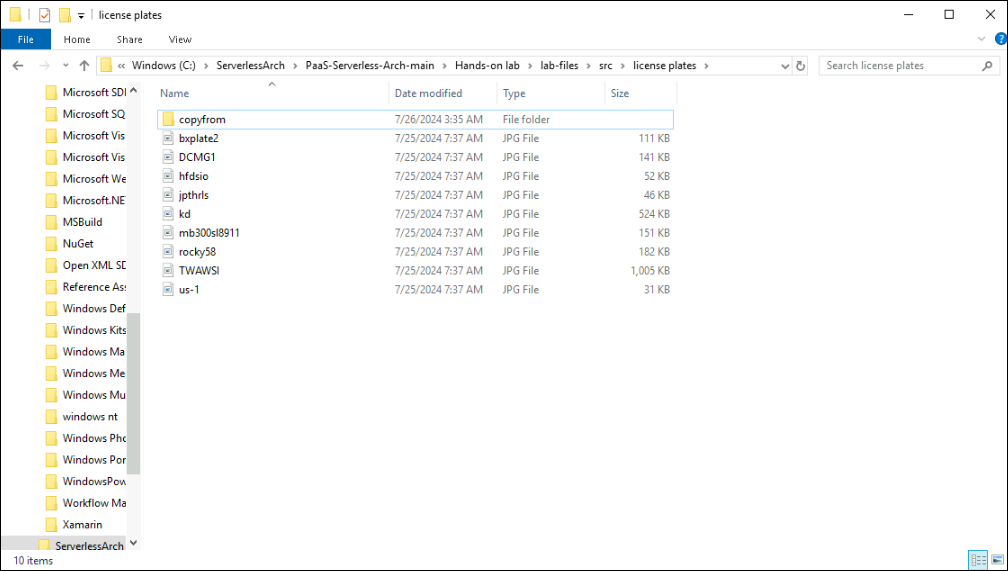 license plates
File Home Share View
« Windows (C:) > ServerlessArch > PaaS-Serverless-Arch-main > Hands-on lab > lab-files > src > license plates >
Search license plates
Name Date modified Type Size
copyfrom 7/26/2024 3:35 AM File folder
bxplate2 7/25/2024 7:37 AM JPG File 111 KB
DCMG1 7/25/2024 7:37 AM JPG File 141 KB
hfdsio 7/25/2024 7:37 AM JPG File 52 KB
jpthrls 7/25/2024 7:37 AM JPG File 46 KB
kd 7/25/2024 7:37 AM JPG File 524 KB
mb300sl8911 7/25/2024 7:37 AM JPG File 151 KB
rocky58 7/25/2024 7:37 AM JPG File 182 KB
TWAWSI 7/25/2024 7:37 AM JPG File 1,005 KB
us-1 7/25/2024 7:37 AM JPG File 31 KB
Microsoft SDI
Microsoft SQ
Microsoft Vis
Microsoft Vis
Microsoft We
Microsoft.NE
MSBuild
NuGet
Open XML SD
Reference Ass
Windows Def
Windows Kits
Windows Ma
Windows Me
Windows Mu
windows nt
Windows Pho
Windows Por
WindowsPow
Workflow Ma
Xamarin
ServerlessArch
10 items